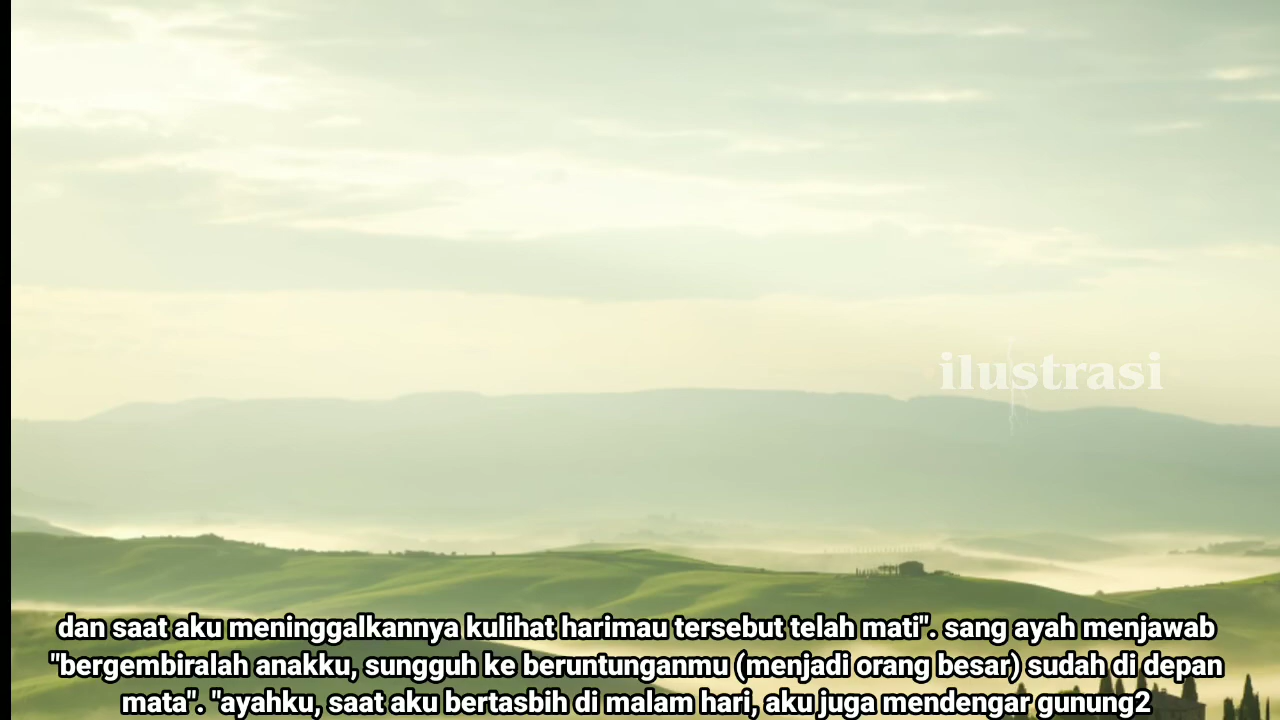 ilustrasi
dan saat aku meninggalkannya kulihat harimau tersebut telah mati". sang ayah menjawab
"bergembiralah anakku, sungguh ke beruntunganmu (menjadi orang besar) sudah di depan
mata". "ayahku, saat aku bertasbih di malam hari, aku juga mendengar gunung2